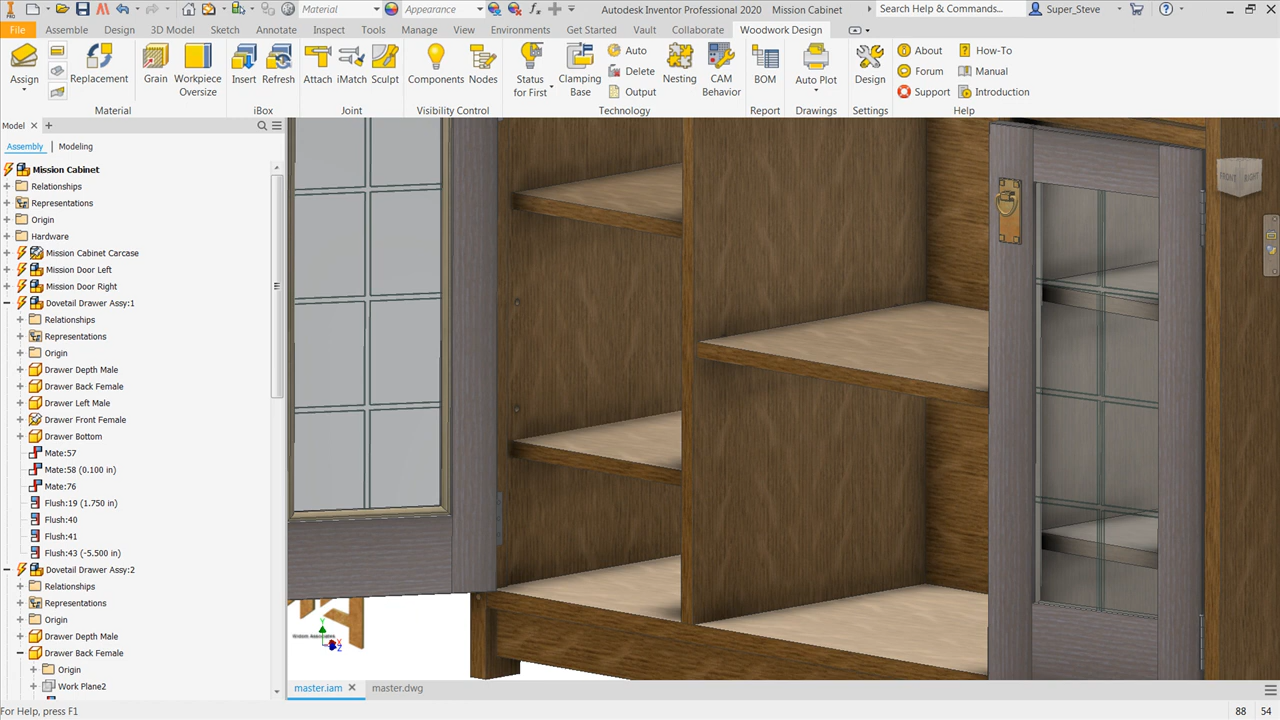 PRO
Material
Appearance
Autodesk Inventor Professional 2020 Mission Cabinet
Search Help & Commands...
Super_Steve
File Assembly Design 3D Model Sketch Annotate Inspect Tools Manage View Environments Get Started Vault Collaborate Woodwork Design
Assign
Replacement
Grain
Workpiece
Oversize
Material
Insert
Refresh
iBox
Attach
iMatch
Sculpt
Joint
Components
Nodes
Visibility Control
Status
for First
Clamping
Base
Auto
Delete
Output
Nesting
CAM
Behavior
Technology
BOM
Report
Auto Plot
Drawings
Design
Settings
About
Forum
Support
How-To
Manual
Introduction
Help
Model
Assembly | Modeling
Mission Cabinet
Relationships
Representations
Origin
Hardware
Mission Cabinet Carcase
Mission Door Left
Mission Door Right
Dovetail Drawer Assy:1
Relationships
Representations
Origin
Drawer Depth Male
Drawer Back Female
Drawer Left Male
Drawer Front Female
Drawer Bottom
Mate:57
Mate:58 (0.100 in)
Mate:76
Flush:19 (1.750 in)
Flush:40
Flush:41
Flush:43 (-5.500 in)
Dovetail Drawer Assy:2
Relationships
Representations
Origin
Drawer Depth Male
Drawer Back Female
Origin
Work Plane2
FRONT RIGHT
Y
X
Z
master.iam
master.dwg
For Help, press F1
88 54